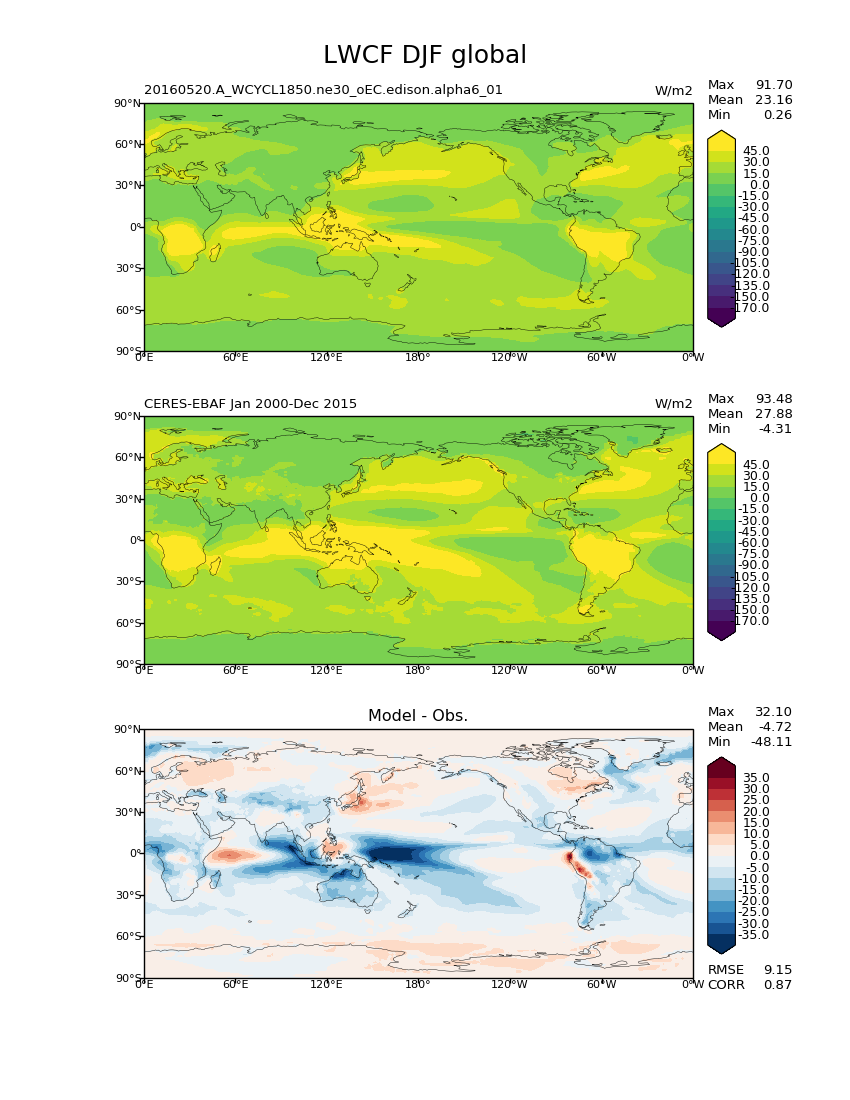 LWCF DJF global
20160520.A_WCYCL1850.ne30_oEC.edison.alpha6_01 W/m2
Max 91.70
Mean 23.16
Min 0.26
90°N
60°N
30°N
0°
30°S
60°S
90°S
0°E 60°E 120°E 180° 120°W 60°W 0°W
45.0
30.0
15.0
0.0
-15.0
-30.0
-45.0
-60.0
-75.0
-90.0
-105.0
-120.0
-135.0
-150.0
-170.0
CERES-EBAF Jan 2000-Dec 2015 W/m2
Max 93.48
Mean 27.88
Min -4.31
90°N
60°N
30°N
0°
30°S
60°S
90°S
0°E 60°E 120°E 180° 120°W 60°W 0°W
45.0
30.0
15.0
0.0
-15.0
-30.0
-45.0
-60.0
-75.0
-90.0
-105.0
-120.0
-135.0
-150.0
-170.0
Model - Obs.
Max 32.10
Mean -4.72
Min -48.11
90°N
60°N
30°N
0°
30°S
60°S
90°S
0°E 60°E 120°E 180° 120°W 60°W 0°W
35.0
30.0
25.0
20.0
15.0
10.0
5.0
0.0
-5.0
-10.0
-15.0
-20.0
-25.0
-30.0
-35.0
RMSE 9.15
CORR 0.87